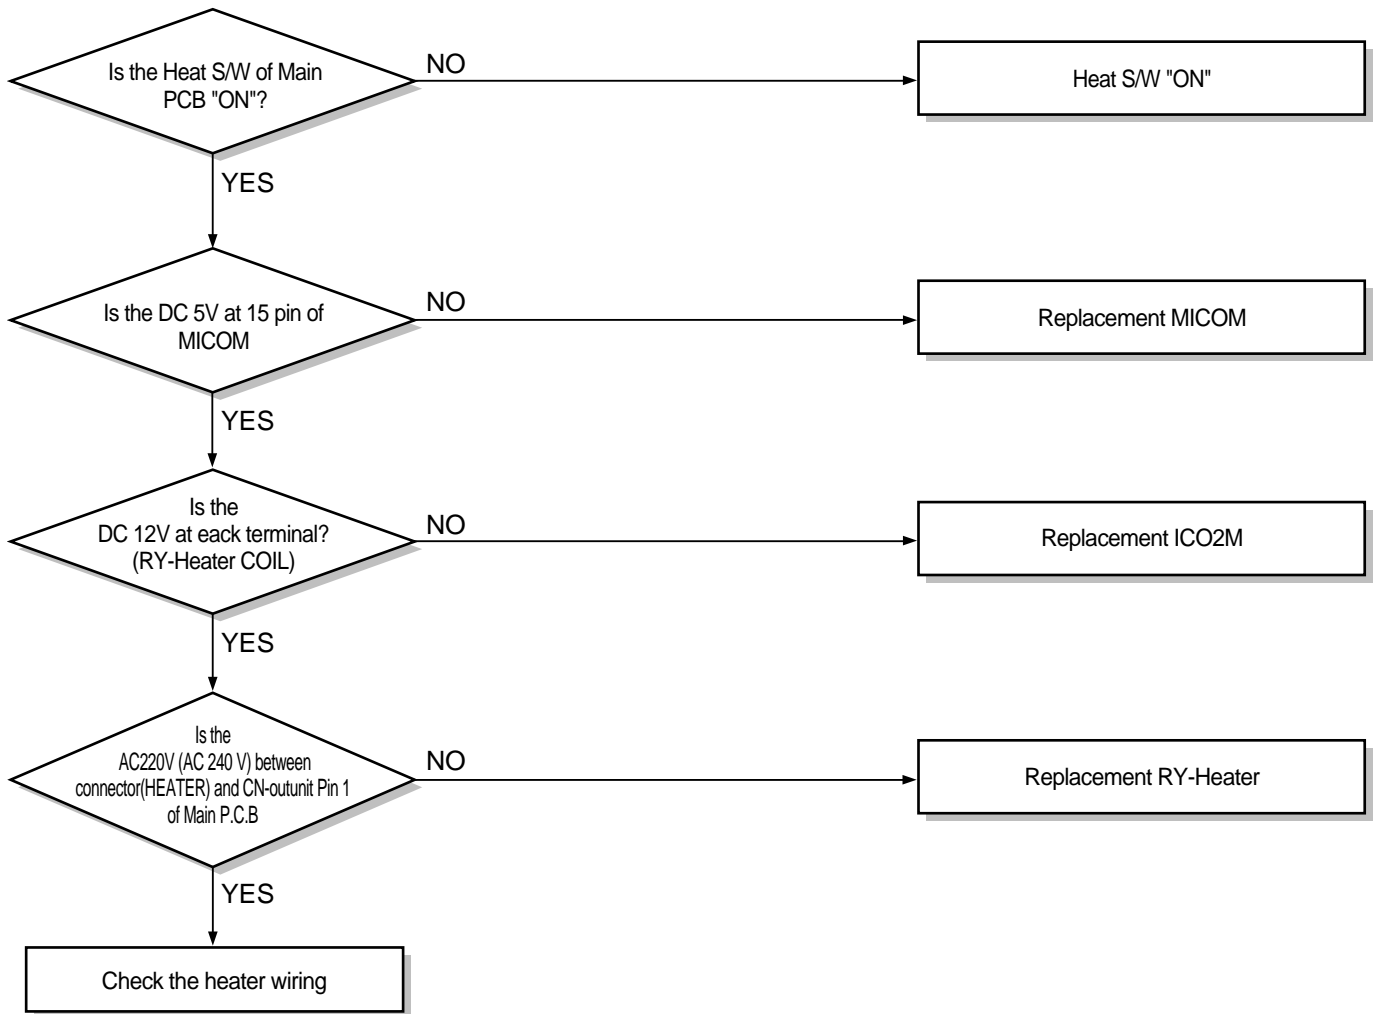 Is the Heat S/W of Main
PCB "ON"?
NO
Heat S/W "ON"
YES
Is the DC 5V at 15 pin of
MICOM
NO
Replacement MICOM
YES
Is the
DC 12V at eack terminal?
(RY-Heater COIL)
NO
Replacement ICO2M
YES
Is the
AC220V (AC 240 V) between
connector(HEATER) and CN-outunit Pin 1
of Main P.C.B
NO
Replacement RY-Heater
YES
Check the heater wiring